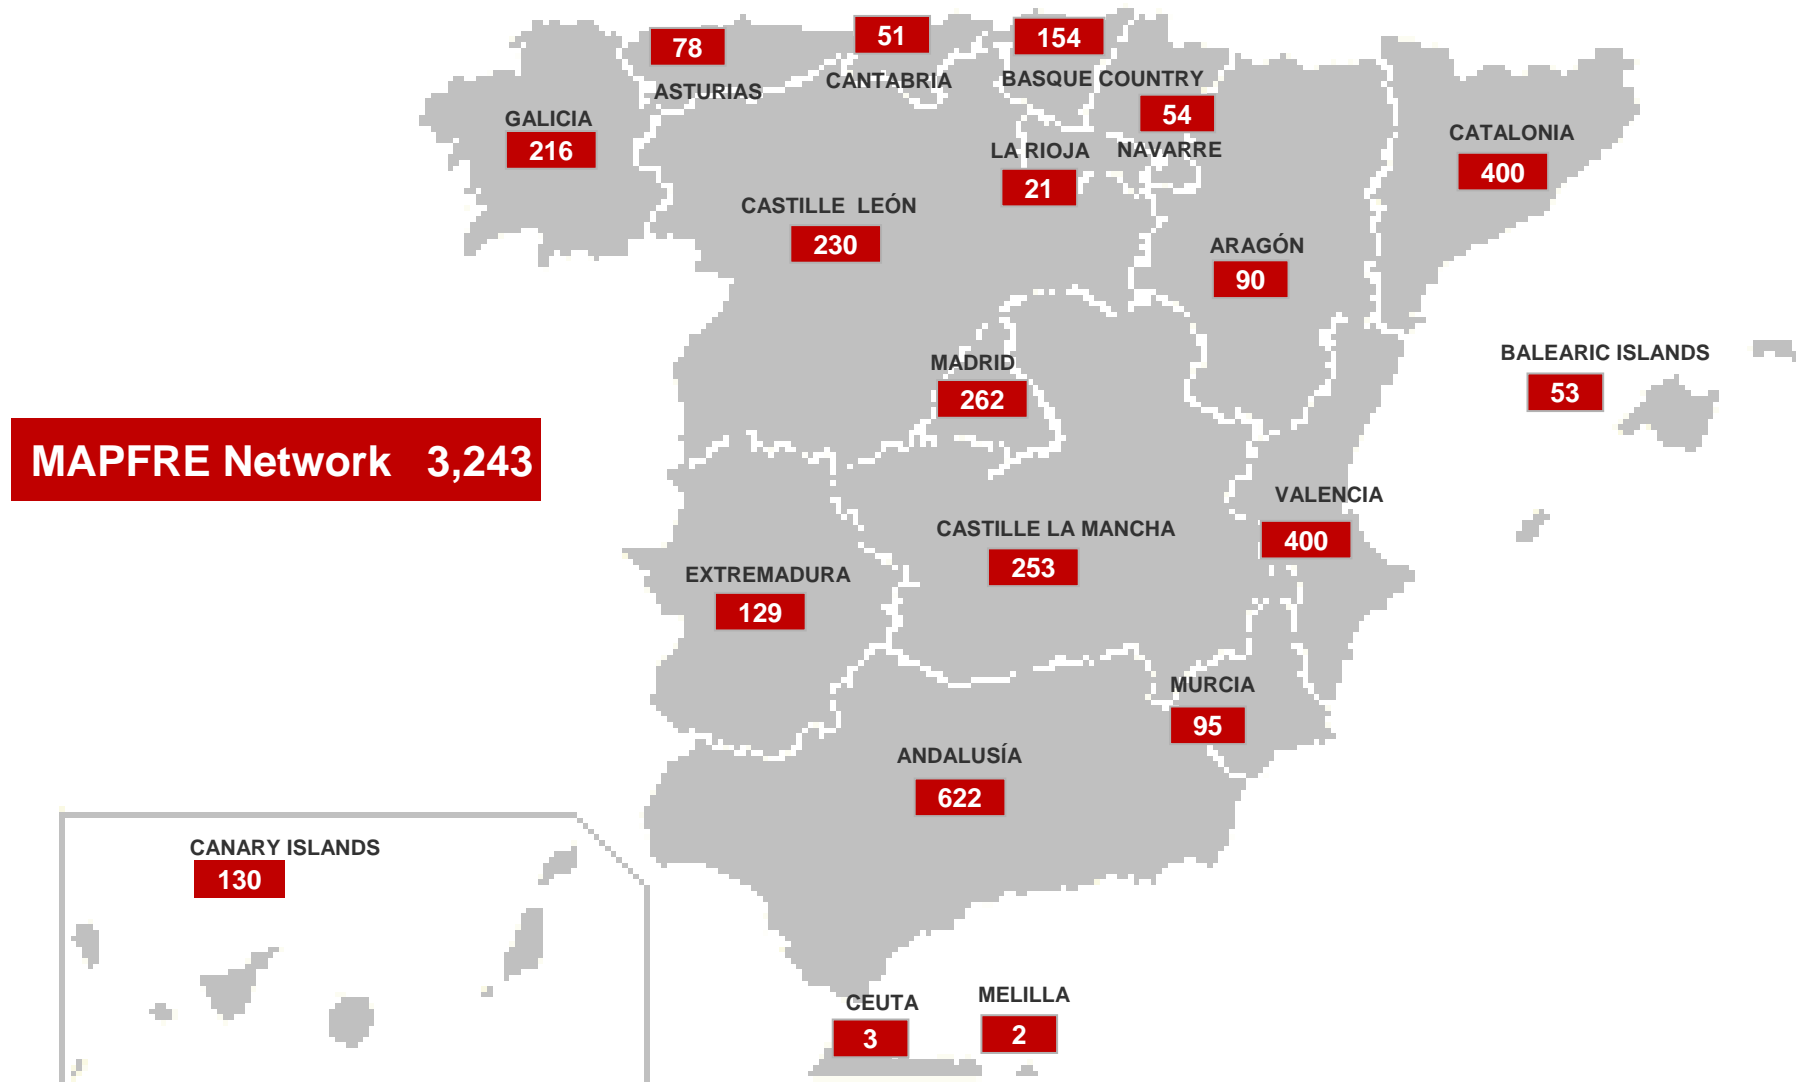 78
ASTURIAS
51
CANTABRIA
154
BASQUE COUNTRY
54
NAVARRE
GALICIA
216
LA RIOJA
21
CATALONIA
400
CASTILLE LEÓN
230
ARAGÓN
90
MADRID
262
BALEARIC ISLANDS
53
MAPFRE Network 3,243
VALENCIA
400
CASTILLE LA MANCHA
253
EXTREMADURA
129
MURCIA
95
ANDALUSÍA
622
CANARY ISLANDS
130
CEUTA
3
MELILLA
2